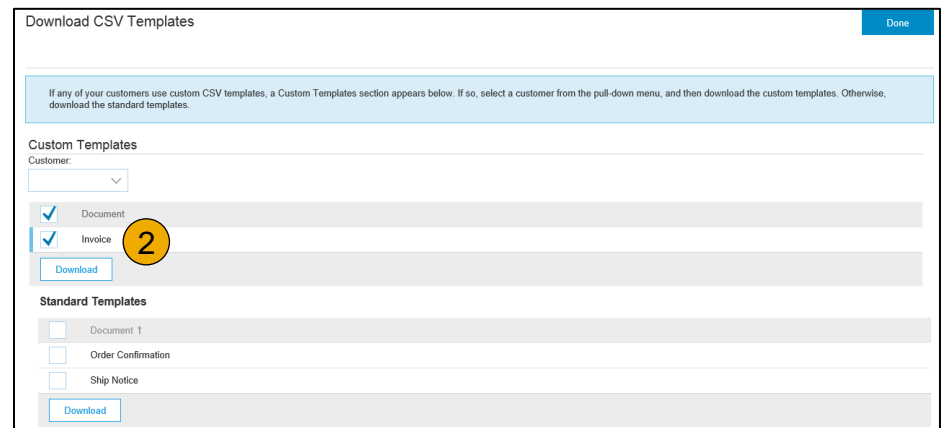 Download CSV Templates
Done
If any of your customers use custom CSV templates, a Custom Templates section appears below. If so, select a customer from the pull-down menu, and then download the custom templates. Otherwise,
download the standard templates.
Custom Templates
Customer:
Document
Invoice
2
Download
Standard Templates
Document ↑
Order Confirmation
Ship Notice
Download